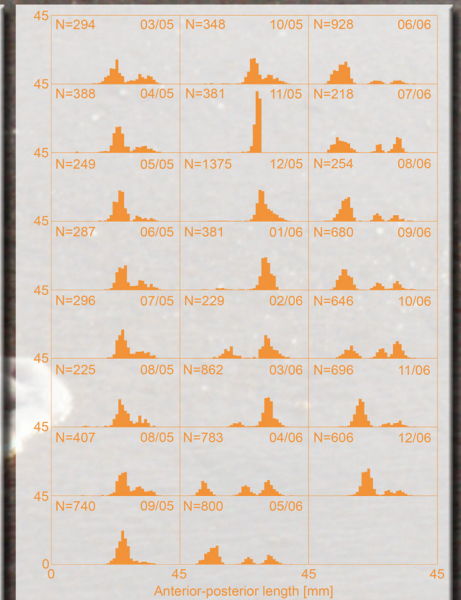 45 N=294 03/05 N=348 10/05 N=928 06/06
45 N=388 04/05 N=381 11/05 N=218 07/06
45 N=249 05/05 N=1375 12/05 N=254 08/06
45 N=287 06/05 N=381 01/06 N=680 09/06
45 N=296 07/05 N=229 02/06 N=646 10/06
45 N=225 08/05 N=862 03/06 N=696 11/06
45 N=407 08/05 N=783 04/06 N=606 12/06
45 N=740 09/05 N=800 05/06
0
0 45 45 45
Anterior-posterior length [mm]